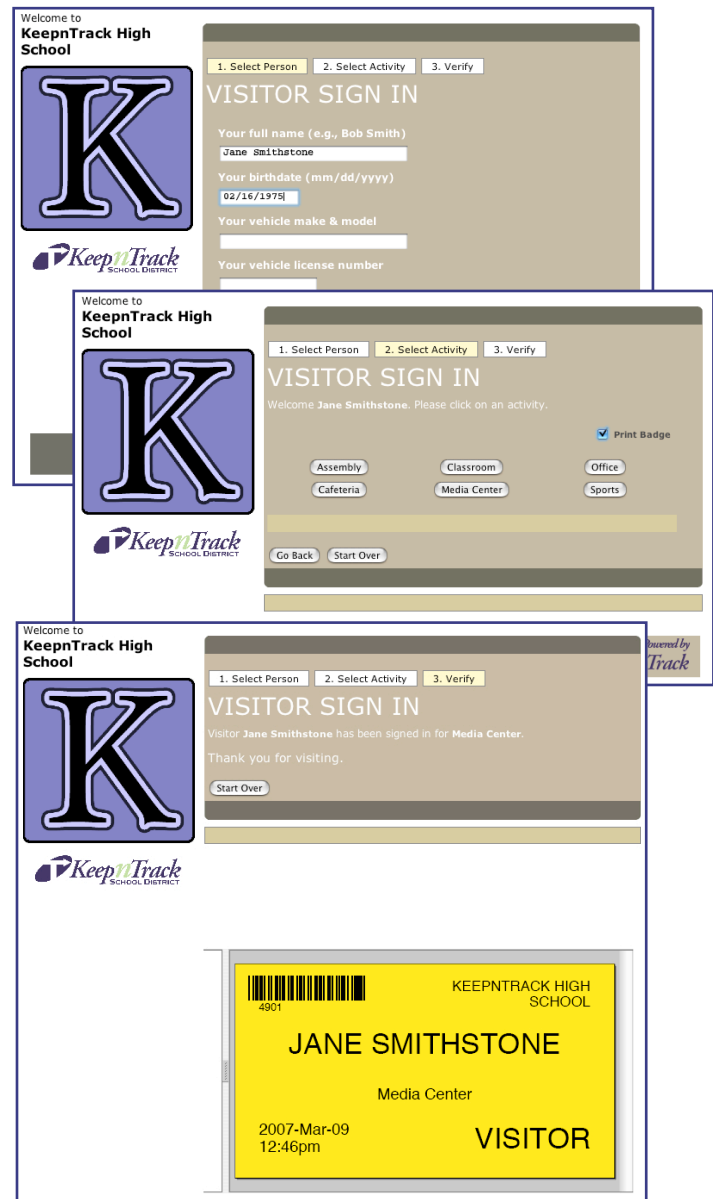 Welcome to
KeepnTrack High
School
K
KeepnTrack
SCHOOL DISTRICT
1. Select Person 2. Select Activity 3. Verify
VISITOR SIGN IN
Your full name (e.g., Bob Smith)
Jane Smithstone
Your birthdate (mm/dd/yyyy)
02/16/1975
Your vehicle make & model
Your vehicle license number
Welcome to
KeepnTrack High
School
K
KeepnTrack
SCHOOL DISTRICT
1. Select Person 2. Select Activity 3. Verify
VISITOR SIGN IN
Welcome Jane Smithstone. Please click on an activity.
Print Badge
Assembly Classroom Office
Cafeteria Media Center Sports
Go Back Start Over
Powered by
Track
Welcome to
KeepnTrack High
School
K
KeepnTrack
SCHOOL DISTRICT
1. Select Person 2. Select Activity 3. Verify
VISITOR SIGN IN
Visitor Jane Smithstone has been signed in for Media Center.
Thank you for visiting.
Start Over
4901
KEEPNTRACK HIGH
SCHOOL
JANE SMITHSTONE
Media Center
2007-Mar-09
12:46pm
VISITOR